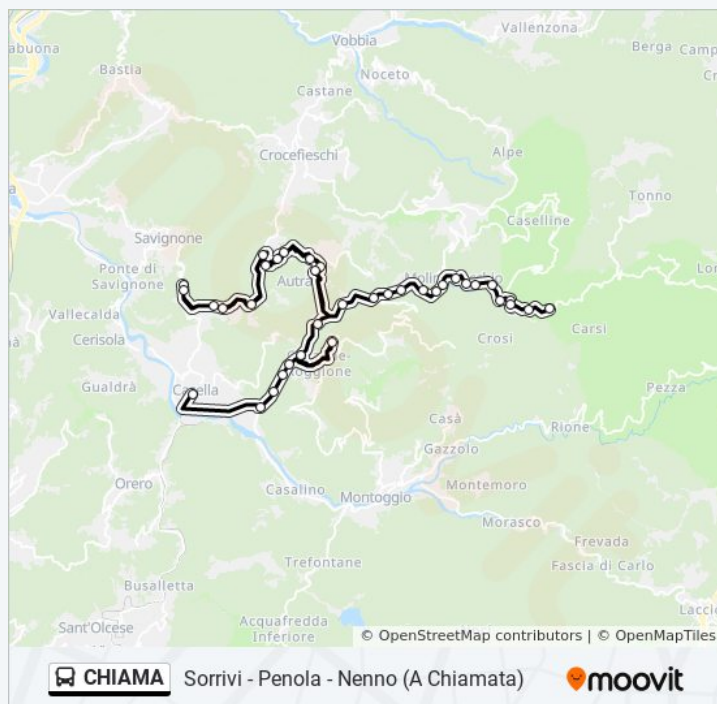 Vobbia
Vallenzona
Berga
Bastia
Noceto
Castane
Crocefieschi
Alpe
Tonno
Caselline
Savignone
Ponte di
Savignone
Autra
Vallecalda
Cerisola
Carsi
Crosi
Gualdrà
Pezza
Casà
Rione
Gazzolo
Orero
Casalino
Montoggio
Montemoro
Morasco
Frevada
Trefontane
Fascia di Carlo
Busalletta
Acquafredda
Inferiore
Sant'Olcese
© OpenStreetMap contributors | © OpenMapTiles
CHIAMA Sorrivi - Penola - Nenno (A Chiamata) moovit